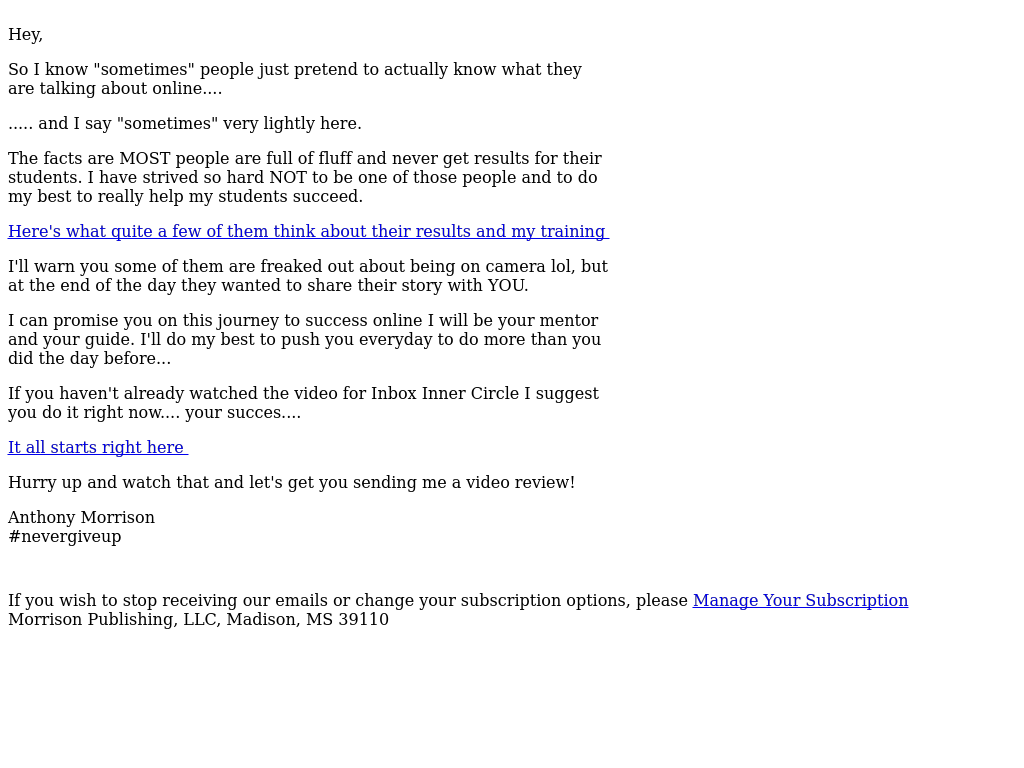 Hey,
So I know "sometimes" people just pretend to actually know what they
are talking about online....
..... and I say "sometimes" very lightly here.
The facts are MOST people are full of fluff and never get results for their
students. I have strived so hard NOT to be one of those people and to do
my best to really help my students succeed.
Here's what quite a few of them think about their results and my training
I'll warn you some of them are freaked out about being on camera lol, but
at the end of the day they wanted to share their story with YOU.
I can promise you on this journey to success online I will be your mentor
and your guide. I'll do my best to push you everyday to do more than you
did the day before...
If you haven't already watched the video for Inbox Inner Circle I suggest
you do it right now.... your succes....
It all starts right here
Hurry up and watch that and let's get you sending me a video review!
Anthony Morrison
#nevergiveup
If you wish to stop receiving our emails or change your subscription options, please Manage Your Subscription
Morrison Publishing, LLC, Madison, MS 39110